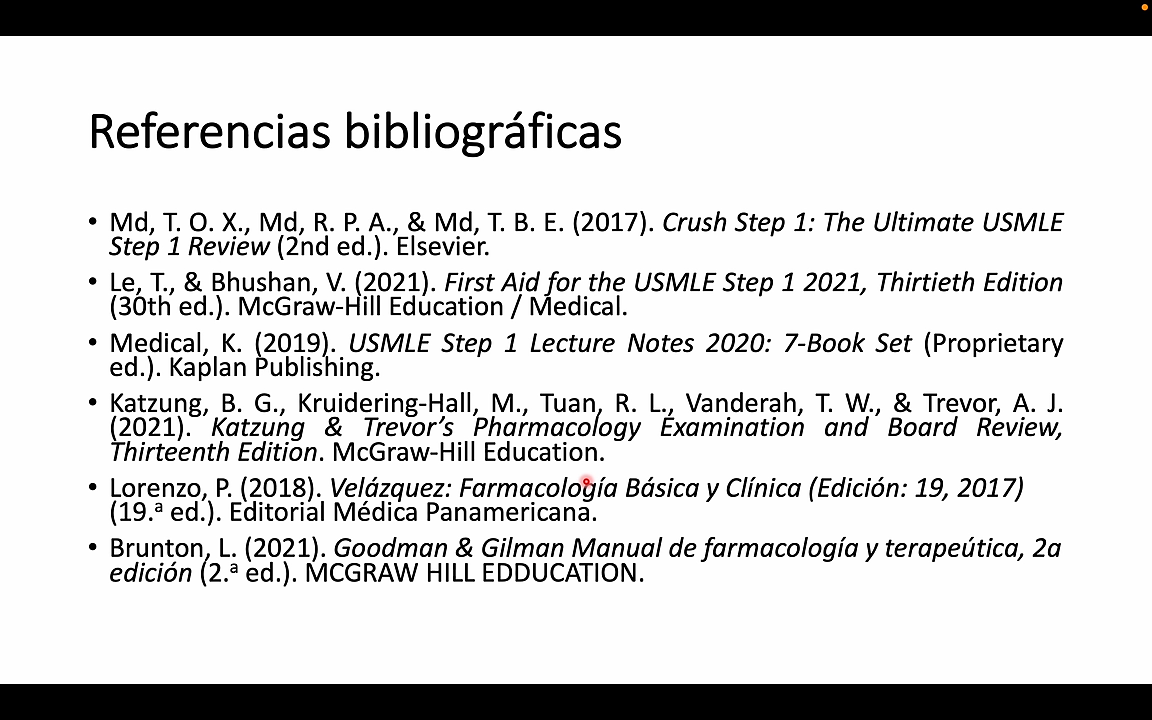 Referencias bibliográficas
• Md, T. O. X., Md, R. P. A., & Md, T. B. E. (2017). Crush Step 1: The Ultimate USMLE
Step 1 Review (2nd ed.). Elsevier.
• Le, T., & Bhushan, V. (2021). First Aid for the USMLE Step 1 2021, Thirtieth Edition
(30th ed.). McGraw-Hill Education / Medical.
• Medical, K. (2019). USMLE Step 1 Lecture Notes 2020: 7-Book Set (Proprietary
ed.). Kaplan Publishing.
• Katzung, B. G., Kruidering-Hall, M., Tuan, R. L., Vanderah, T. W., & Trevor, A. J.
(2021). Katzung & Trevor’s Pharmacology Examination and Board Review,
Thirteenth Edition. McGraw-Hill Education.
• Lorenzo, P. (2018). Velázquez: Farmacología Básica y Clínica (Edición: 19, 2017)
(19.ª ed.). Editorial Médica Panamericana.
• Brunton, L. (2021). Goodman & Gilman Manual de farmacología y terapeútica, 2a
edición (2.ª ed.). MCGRAW HILL EDDUCATION.